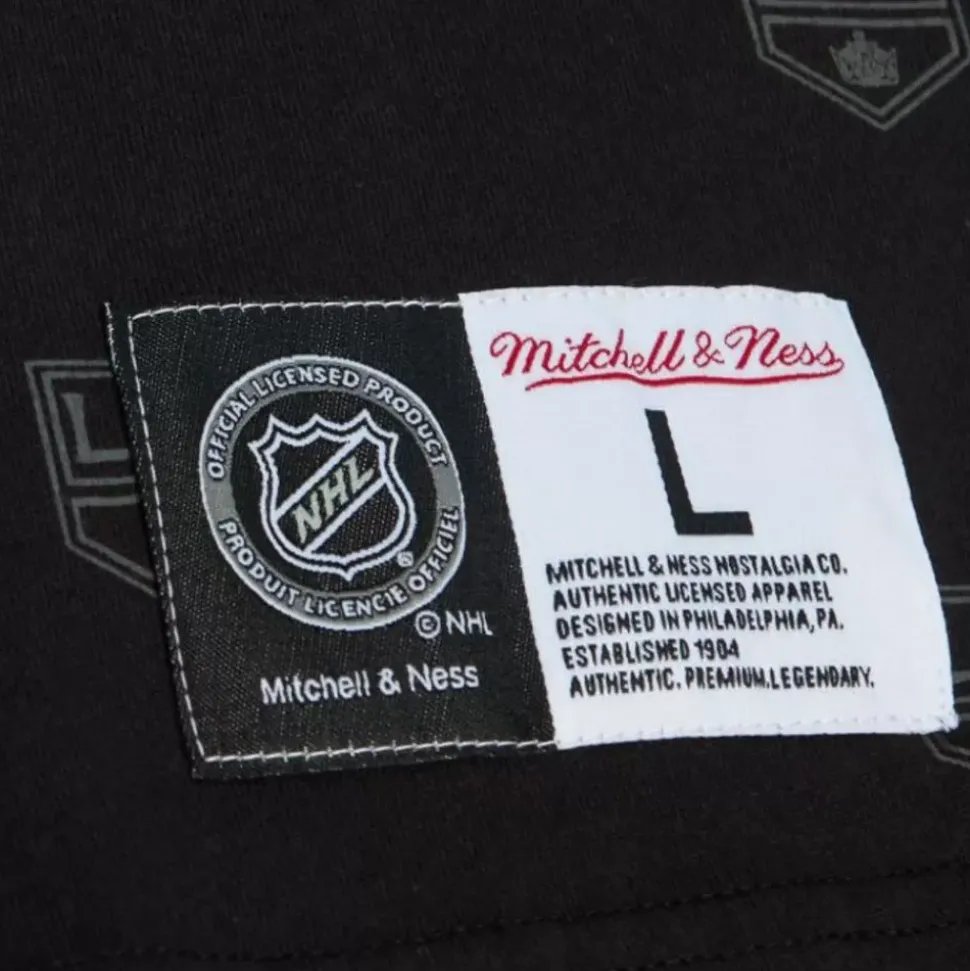 OFFICIAL LICENSED PRODUCT
NHL
®
PRODUIT LICENCIE OFFICIEL
© NHL
Mitchell & Ness
Mitchell & Ness
L
MITCHELL & NESS NOSTALGIA CO.
AUTHENTIC LICENSED APPAREL
DESIGNED IN PHILADELPHIA, PA.
ESTABLISHED 1904
AUTHENTIC. PREMIUM. LEGENDARY.
L